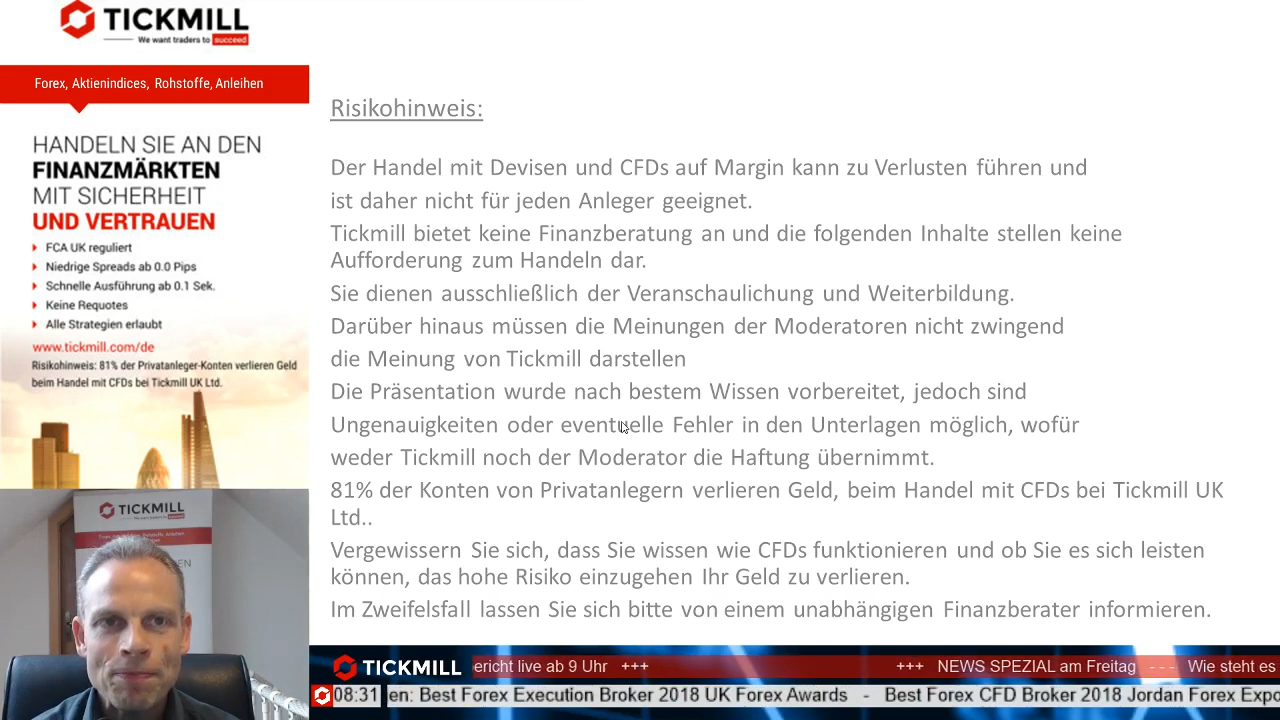 TICKMILL
We want traders to succeed
Forex, Aktienindices, Rohstoffe, Anleihen
HANDELN SIE AN DEN
FINANZMÄRKTEN
MIT SICHERHEIT
UND VERTRAUEN
FCA UK reguliert
Niedrige Spreads ab 0.0 Pips
Schnelle Ausführung ab 0.1 Sek.
Keine Requotes
Alle Strategien erlaubt
www.tickmill.com/de
Risikohinweis: 81% der Privatanleger-Konten verlieren Geld
beim Handel mit CFDs bei Tickmill UK Ltd.
TICKMILL
Risikohinweis:
Der Handel mit Devisen und CFDs auf Margin kann zu Verlusten führen und
ist daher nicht für jeden Anleger geeignet.
Tickmill bietet keine Finanzberatung an und die folgenden Inhalte stellen keine
Aufforderung zum Handeln dar.
Sie dienen ausschließlich der Veranschaulichung und Weiterbildung.
Darüber hinaus müssen die Meinungen der Moderatoren nicht zwingend
die Meinung von Tickmill darstellen
Die Präsentation wurde nach bestem Wissen vorbereitet, jedoch sind
Ungenauigkeiten oder eventuelle Fehler in den Unterlagen möglich, wofür
weder Tickmill noch der Moderator die Haftung übernimmt.
81% der Konten von Privatanlegern verlieren Geld, beim Handel mit CFDs bei Tickmill UK
Ltd..
Vergewissern Sie sich, dass Sie wissen wie CFDs funktionieren und ob Sie es sich leisten
können, das hohe Risiko einzugehen Ihr Geld zu verlieren.
Im Zweifelsfall lassen Sie sich bitte von einem unabhängigen Finanzberater informieren.
TICKMILL ericht live ab 9 Uhr +++ +++ NEWS SPEZIAL am Freitag - - - Wie steht es
08:31 en: Best Forex Execution Broker 2018 UK Forex Awards - Best Forex CFD Broker 2018 Jordan Forex Expo